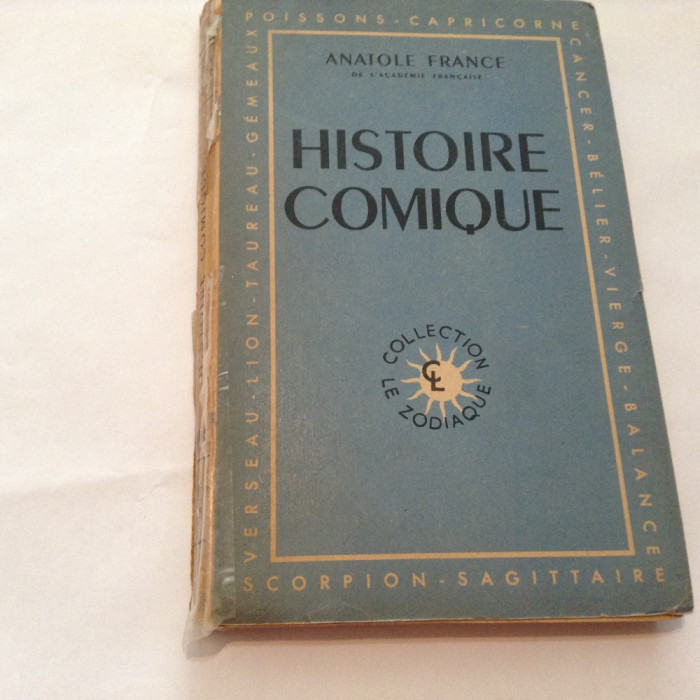 POISSONS - CAPRICORNE
CANCER - BÉLIER - VIERGE - BALANCE
VERSEAU - LION - TAUREAU - GÉMEAUX
SCORPION - SAGITTAIRE
ANATOLE FRANCE
DE L'ACADÉMIE FRANÇAISE
HISTOIRE
COMIQUE
COLLECTION
LE ZODIAQUE
CL
COMIQUE